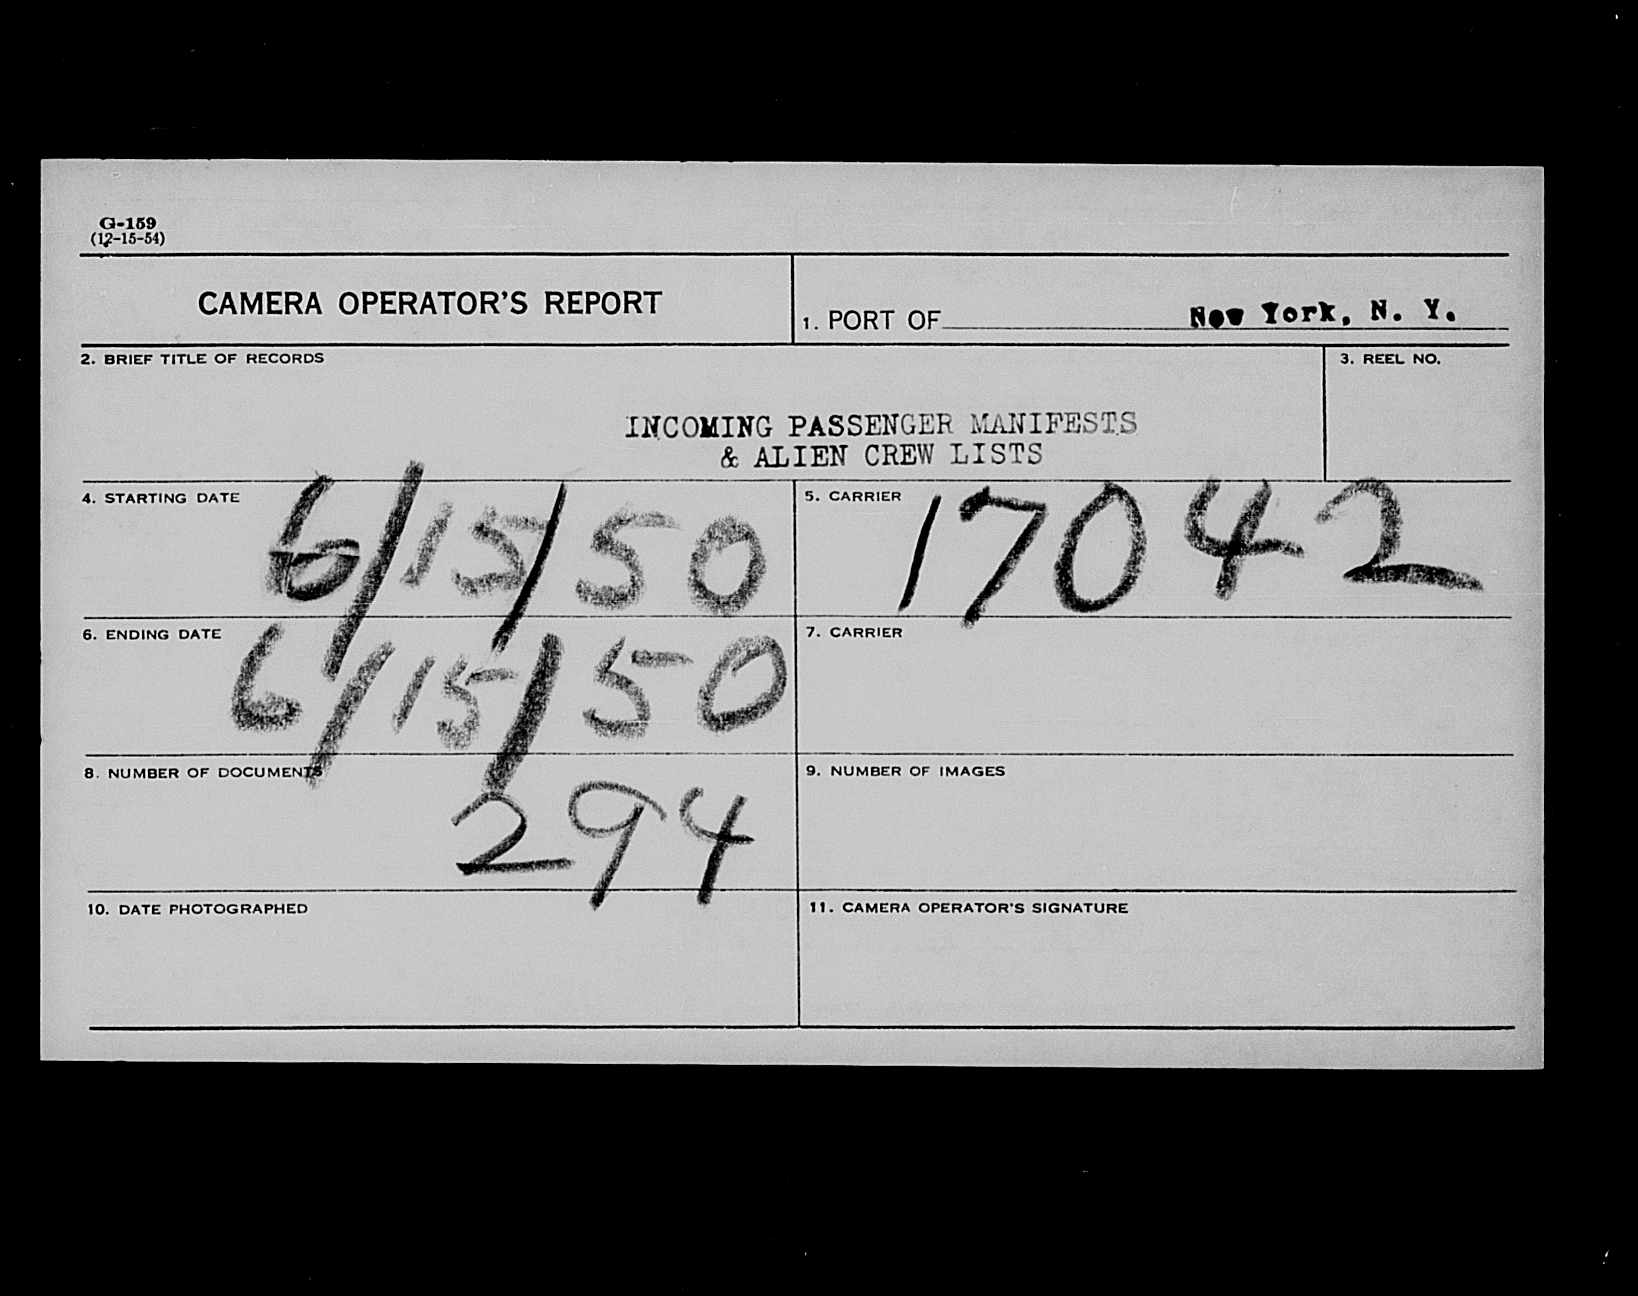 G-159
(12-15-54)
CAMERA OPERATOR'S REPORT
1. PORT OF New York, N. Y.
2. BRIEF TITLE OF RECORDS
3. REEL NO.
INCOMING PASSENGER MANIFESTS
& ALIEN CREW LISTS
4. STARTING DATE 6/15/50
5. CARRIER 17042
6. ENDING DATE 6/15/50
7. CARRIER
8. NUMBER OF DOCUMENTS 294
9. NUMBER OF IMAGES
10. DATE PHOTOGRAPHED
11. CAMERA OPERATOR'S SIGNATURE